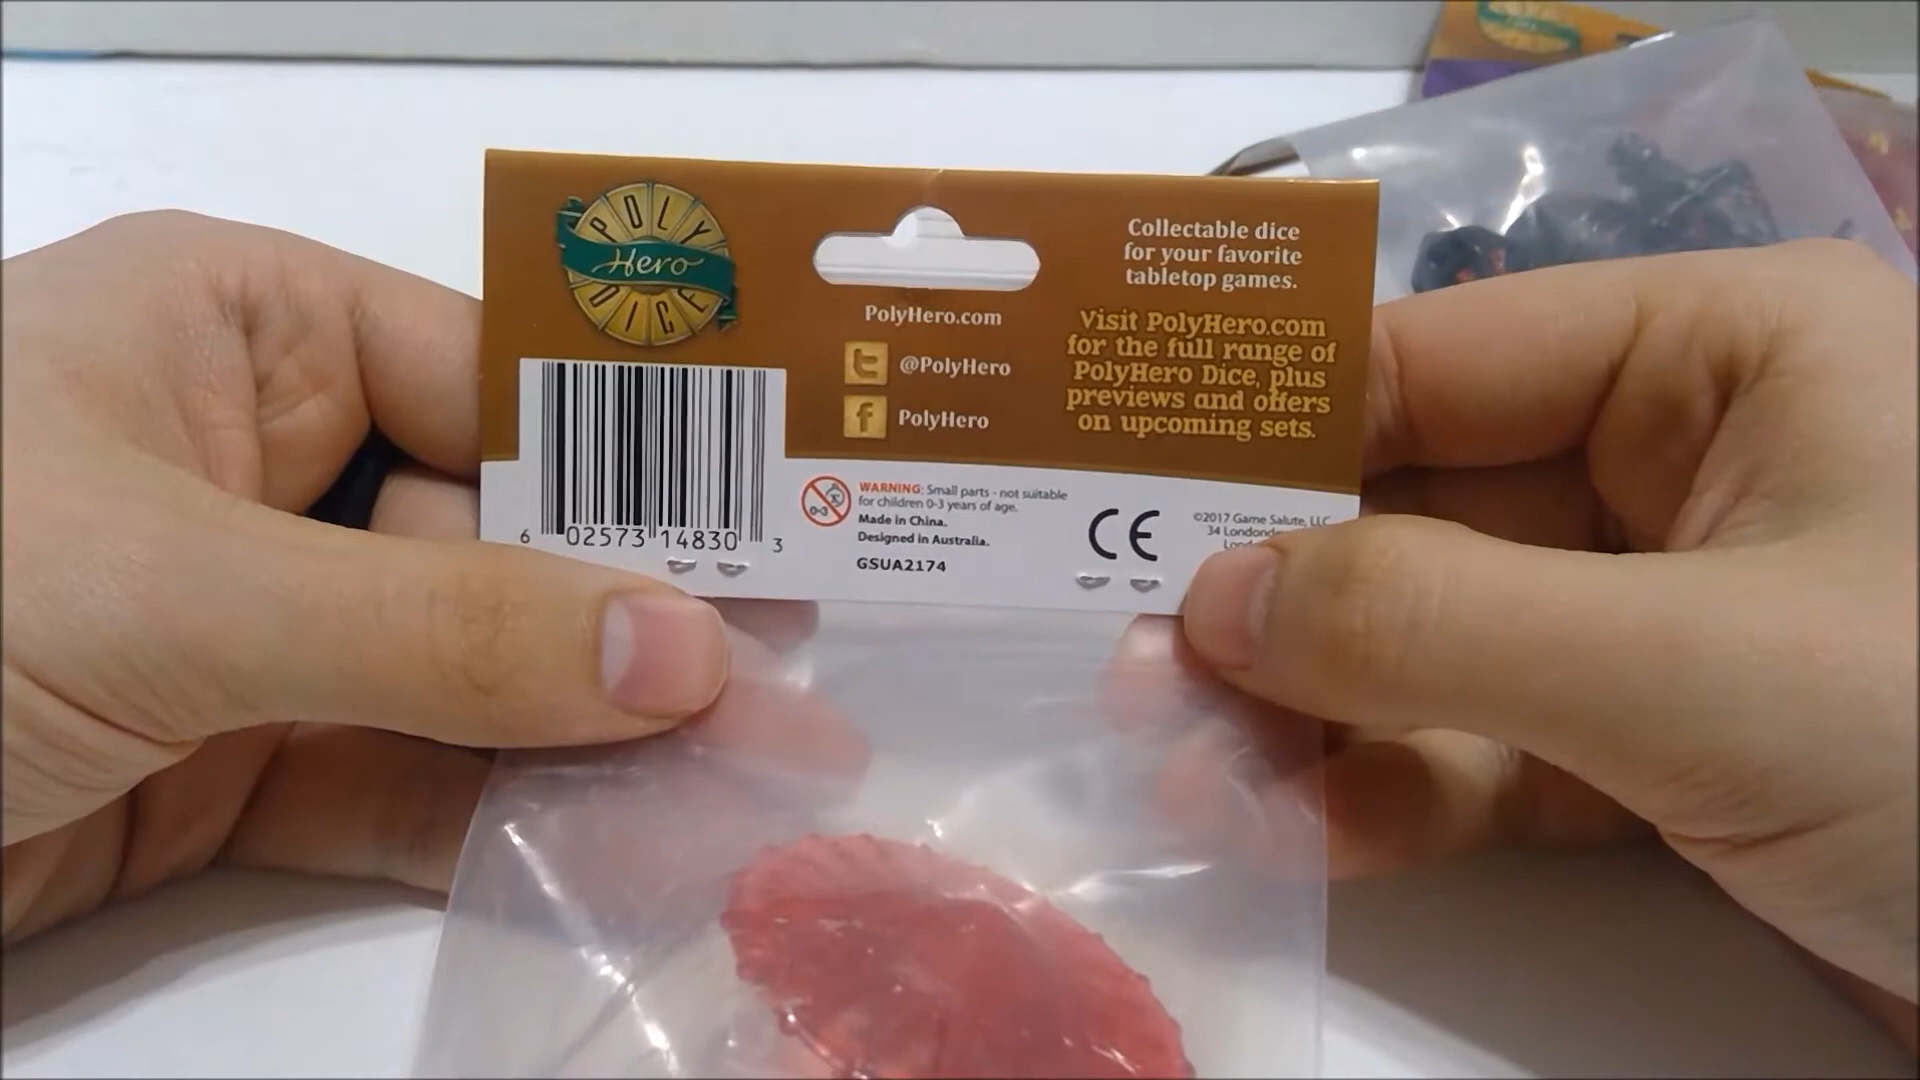 POLY
Hero
DICE
PolyHero.com
@PolyHero
PolyHero
Collectable dice
for your favorite
tabletop games.
Visit PolyHero.com
for the full range of
PolyHero Dice, plus
previews and offers
on upcoming sets.
6 02573 14830 3
WARNING: Small parts - not suitable
for children 0-3 years of age.
Made in China.
Designed in Australia.
GSUA2174
0-3
CE
©2017 Game Salute, LLC
34